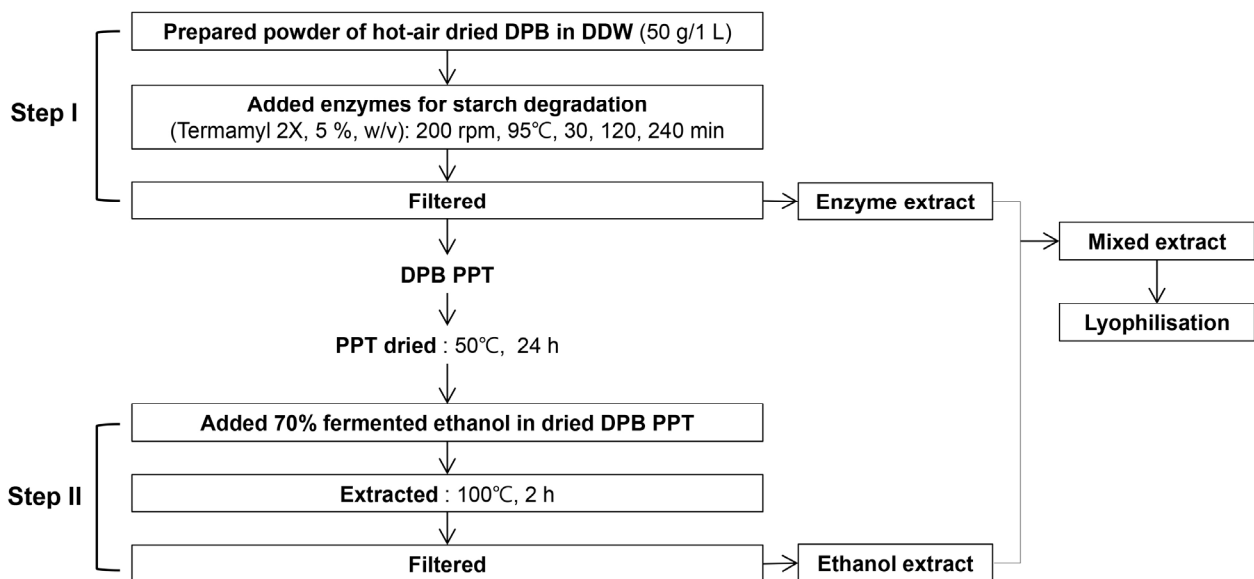 Prepared powder of hot-air dried DPB in DDW (50 g/1 L)
Step I
Added enzymes for starch degradation
(Termamyl 2X, 5 %, w/v): 200 rpm, 95℃, 30, 120, 240 min
Filtered
Enzyme extract
Mixed extract
Lyophilisation
DPB PPT
PPT dried : 50℃, 24 h
Step II
Added 70% fermented ethanol in dried DPB PPT
Extracted : 100℃, 2 h
Filtered
Ethanol extract